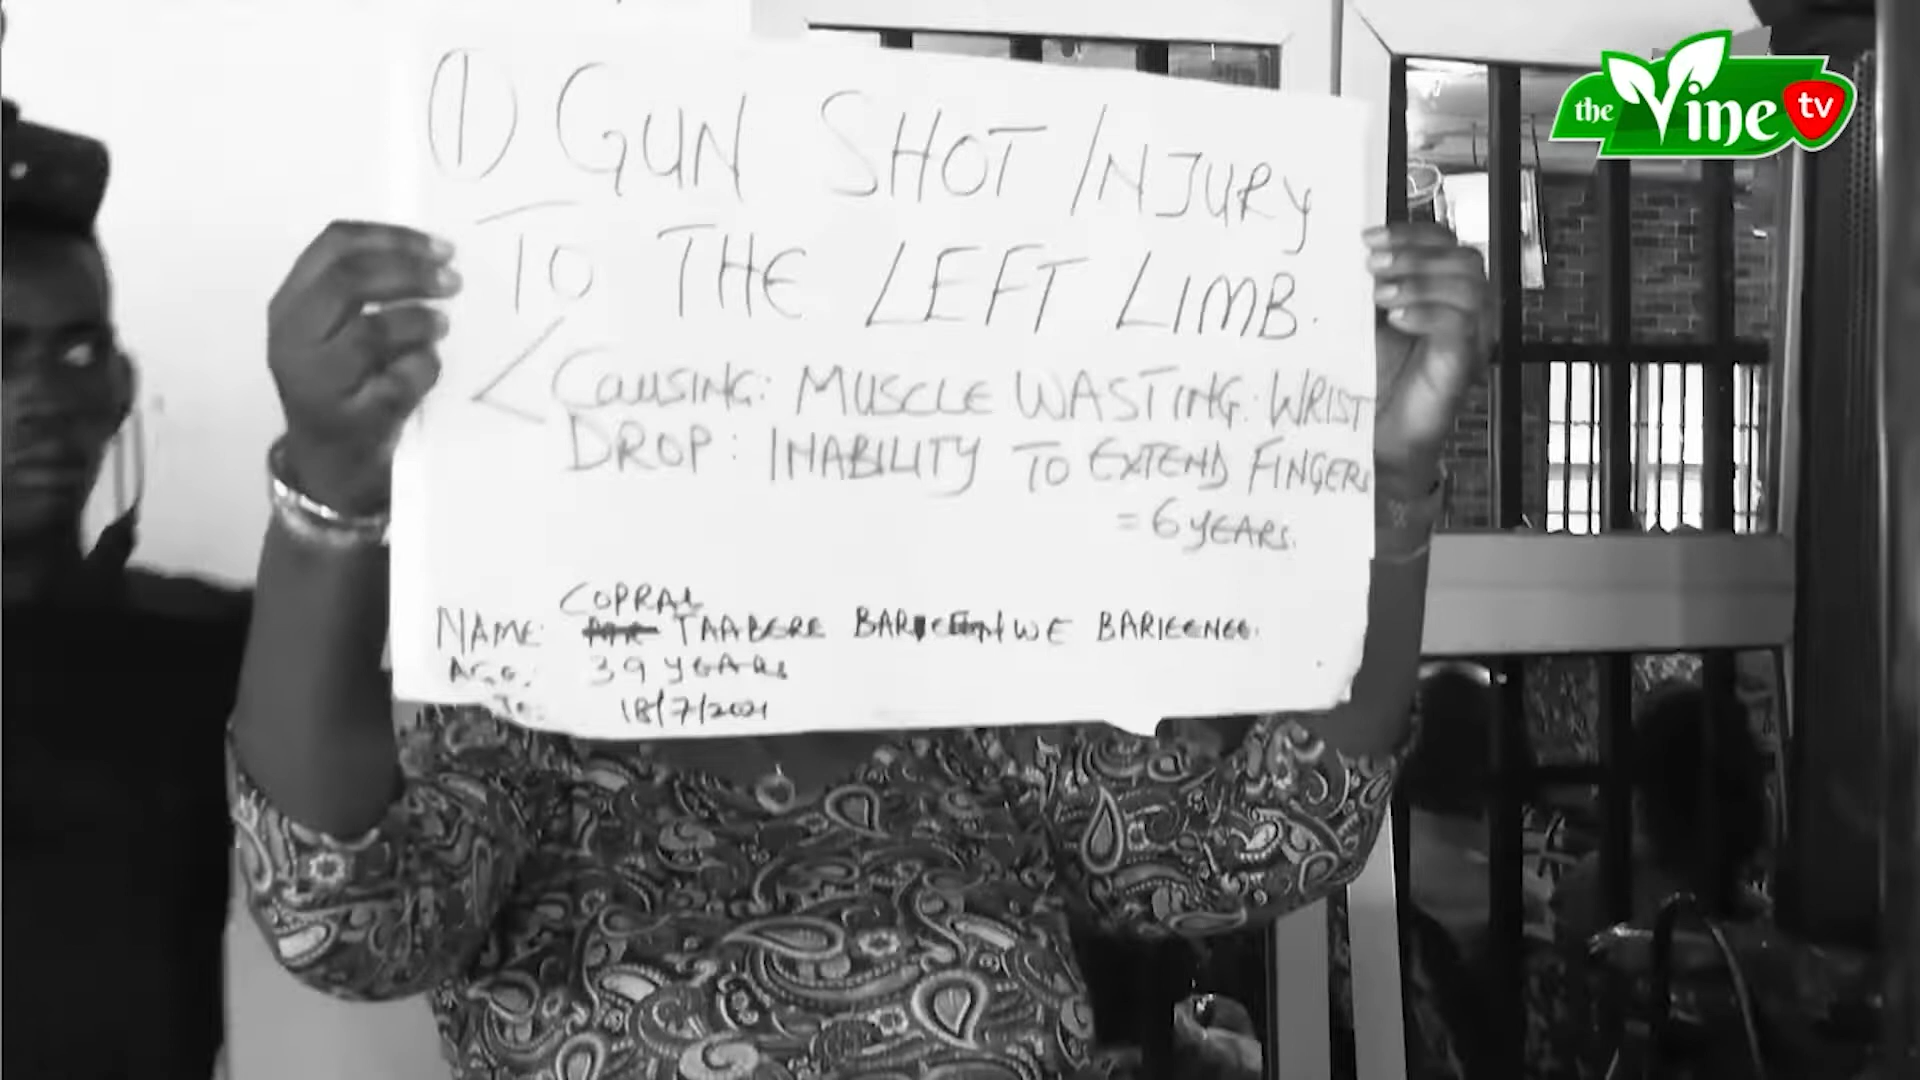 ① GUN SHOT INJURY
TO THE LEFT LIMB.
< CAUSING: MUSCLE WASTING: WRIST
DROP: INABILITY TO EXTEND FINGERS
= 6 YEARS.
COPRAL
NAME: TAABERE BARIEENEE
AGE: 39 YEARS
18/7/2021
the Vine tv